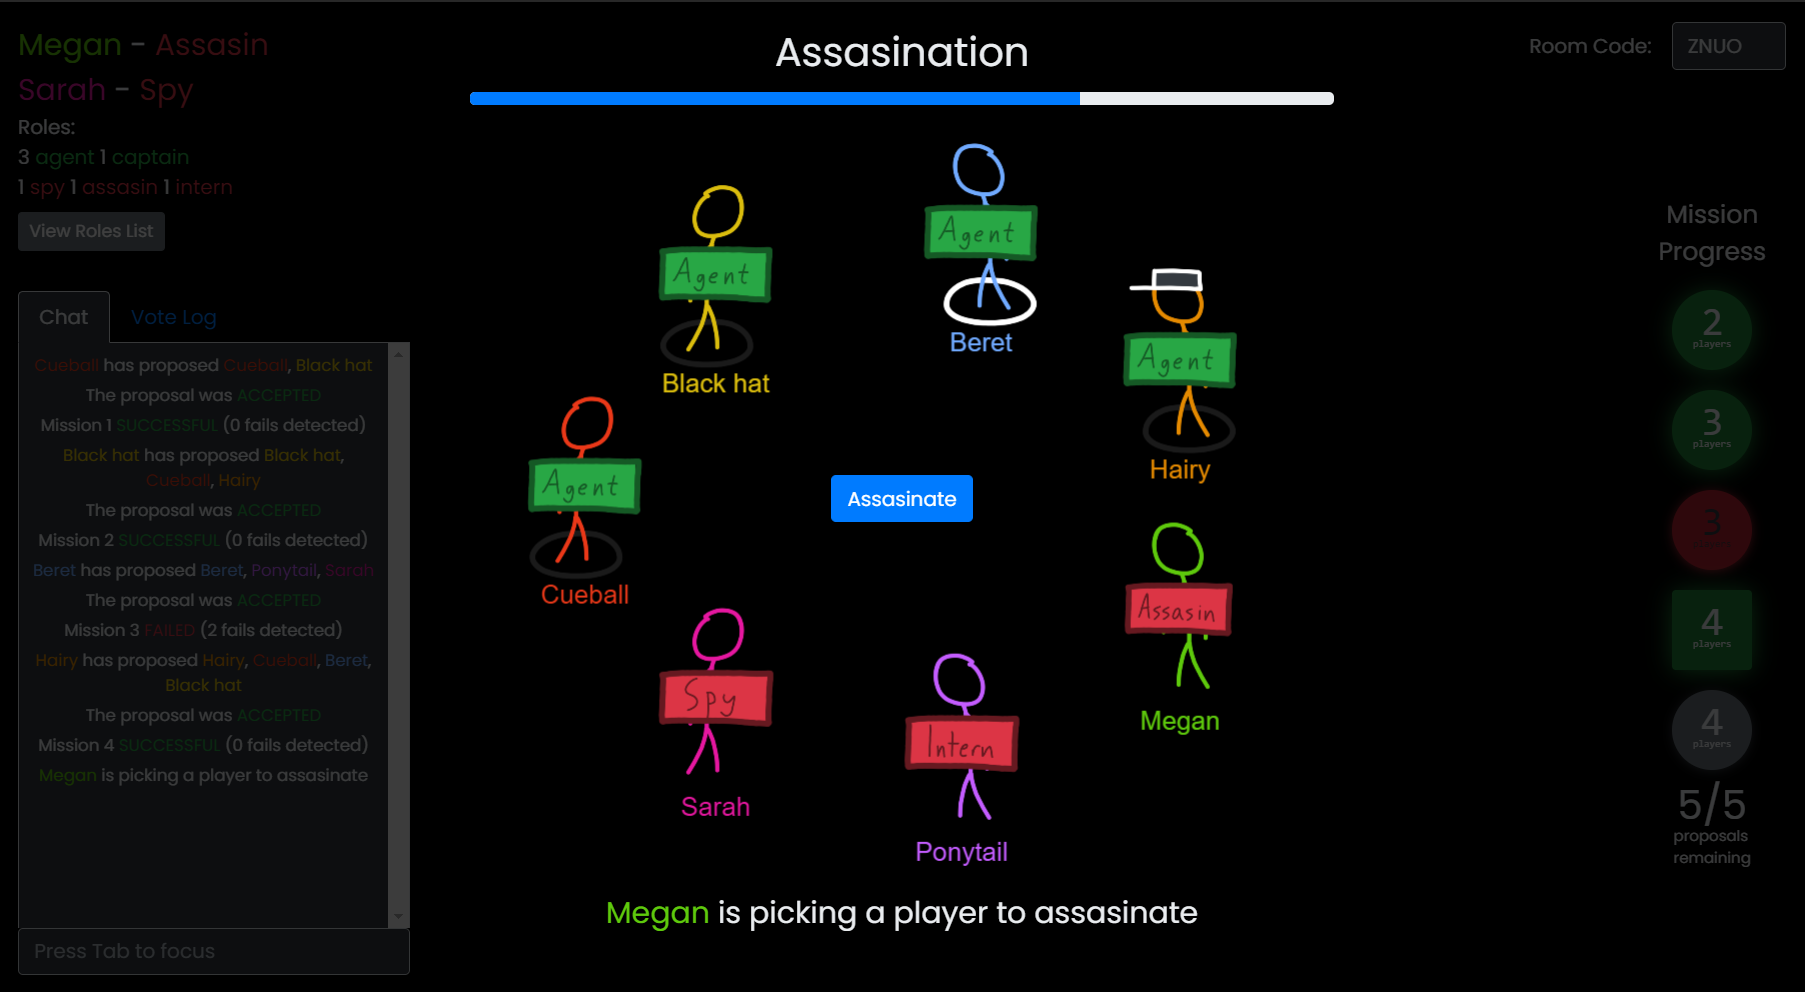 Megan - Assasin
Sarah - Spy
Roles:
3 agent 1 captain
1 spy 1 assasin 1 intern
View Roles List
Chat
Vote Log
Cueball has proposed Cueball, Black hat
The proposal was ACCEPTED
Mission 1 SUCCESSFUL (0 fails detected)
Black hat has proposed Black hat,
Cueball, Hairy
The proposal was ACCEPTED
Mission 2 SUCCESSFUL (0 fails detected)
Beret has proposed Beret, Ponytail, Sarah
The proposal was ACCEPTED
Mission 3 FAILED (2 fails detected)
Hairy has proposed Hairy, Cueball, Beret,
Black hat
The proposal was ACCEPTED
Mission 4 SUCCESSFUL (0 fails detected)
Megan is picking a player to assasinate
Press Tab to focus
Assasination
Agent
Beret
Agent
Black hat
Agent
Hairy
Agent
Cueball
Assasinate
Assasin
Megan
Spy
Sarah
Intern
Ponytail
Megan is picking a player to assasinate
Room Code:
ZNUO
Mission
Progress
2
players
3
players
3
4
players
4
players
5/5
proposals
remaining